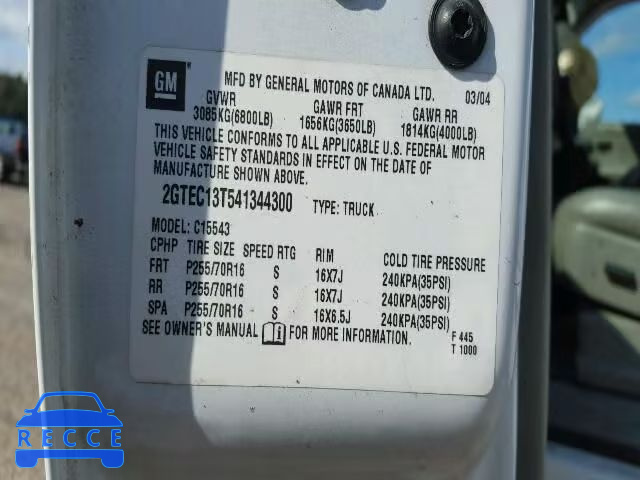 GM
MFD BY GENERAL MOTORS OF CANADA LTD. 03/04
GVWR GAWR FRT GAWR RR
3085KG(6800LB) 1656KG(3650LB) 1814KG(4000LB)
THIS VEHICLE CONFORMS TO ALL APPLICABLE U.S. FEDERAL MOTOR
VEHICLE SAFETY STANDARDS IN EFFECT ON THE DATE OF
MANUFACTURE SHOWN ABOVE.
2GTEC13T541344300 TYPE: TRUCK
MODEL: C15543
CPHP TIRE SIZE SPEED RTG RIM COLD TIRE PRESSURE
FRT P255/70R16 S 16X7J 240KPA(35PSI)
RR P255/70R16 S 16X7J 240KPA(35PSI)
SPA P255/70R16 S 16X6.5J 240KPA(35PSI)
SEE OWNER'S MANUAL FOR MORE INFORMATION.
F 445
T 1000
RECCE